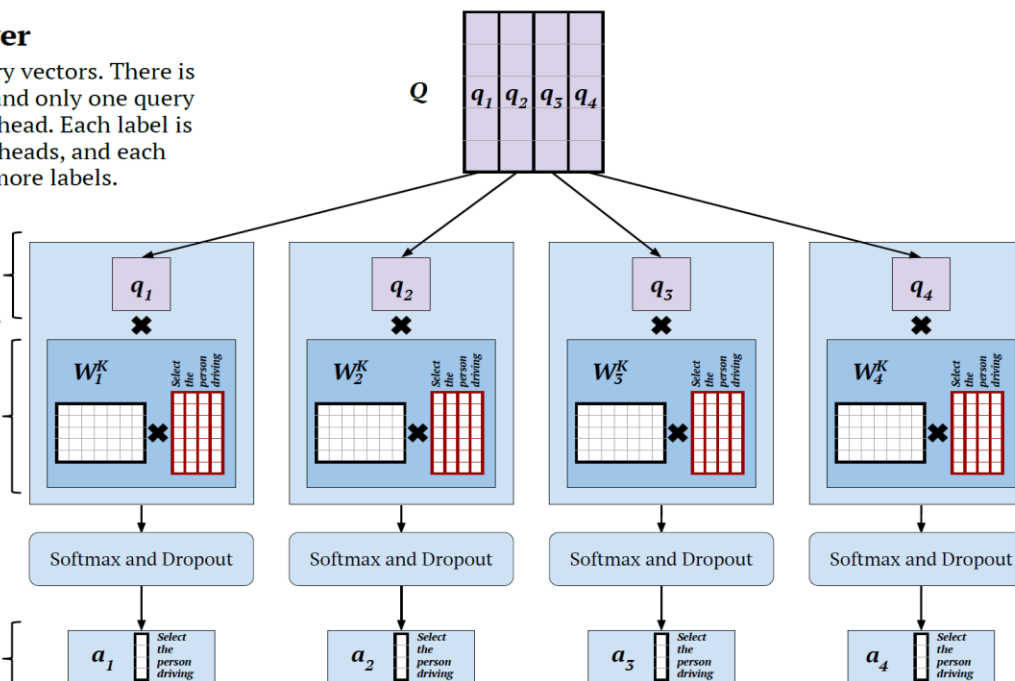 er
ry vectors. There is
and only one query
head. Each label is
heads, and each
more labels.
Q
q1 q2 q3 q4
q1 q2 q3 q4
W1K Select the person driving
W2K Select the person driving
W3K Select the person driving
W4K Select the person driving
Softmax and Dropout Softmax and Dropout Softmax and Dropout Softmax and Dropout
a1 Select the person driving
a2 Select the person driving
a3 Select the person driving
a4 Select the person driving